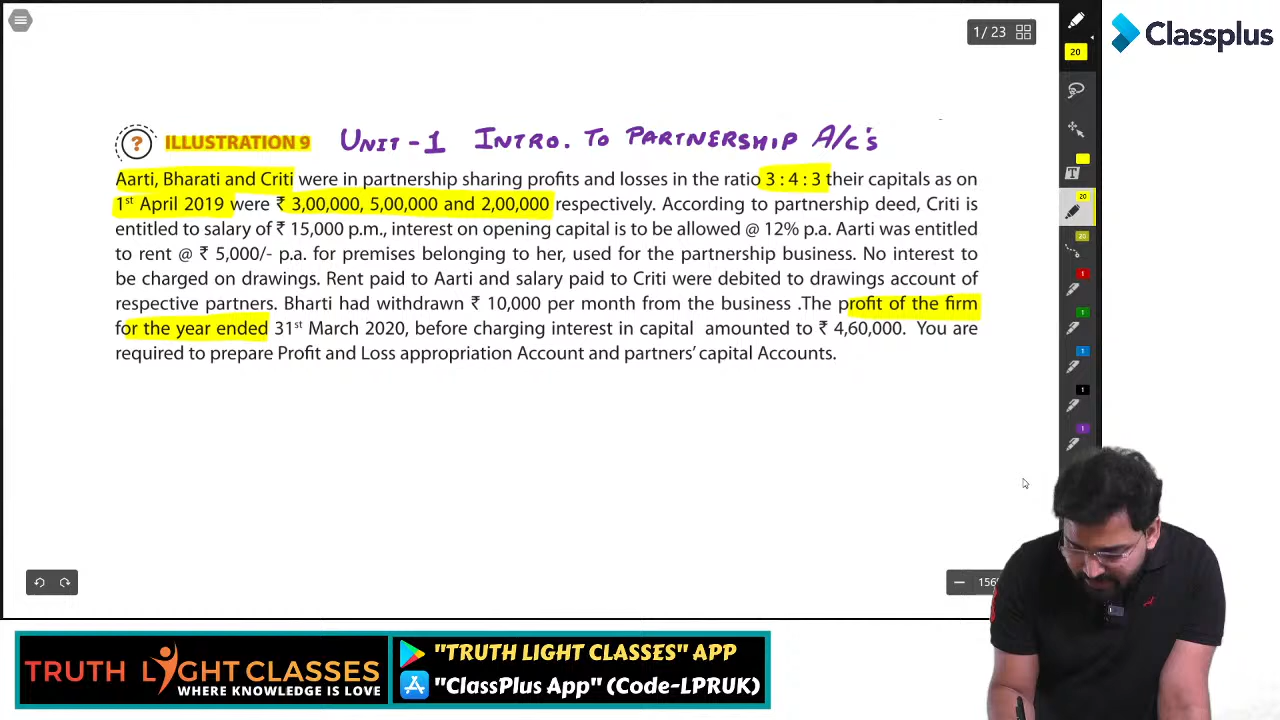 1/ 23
Classplus
20
? ILLUSTRATION 9 UNIT-1 INTRO. TO PARTNERSHIP A/C's
Aarti, Bharati and Criti were in partnership sharing profits and losses in the ratio 3 : 4 : 3 their capitals as on
1st April 2019 were ₹ 3,00,000, 5,00,000 and 2,00,000 respectively. According to partnership deed, Criti is
entitled to salary of ₹ 15,000 p.m., interest on opening capital is to be allowed @ 12% p.a. Aarti was entitled
to rent @ ₹ 5,000/- p.a. for premises belonging to her, used for the partnership business. No interest to
be charged on drawings. Rent paid to Aarti and salary paid to Criti were debited to drawings account of
respective partners. Bharti had withdrawn ₹ 10,000 per month from the business .The profit of the firm
for the year ended 31st March 2020, before charging interest in capital amounted to ₹ 4,60,000. You are
required to prepare Profit and Loss appropriation Account and partners' capital Accounts.
T
20
20
1
1
1
1
1
TRUTH LIGHT CLASSES
WHERE KNOWLEDGE IS LOVE
"TRUTH LIGHT CLASSES" APP
"ClassPlus App" (Code-LPRUK)